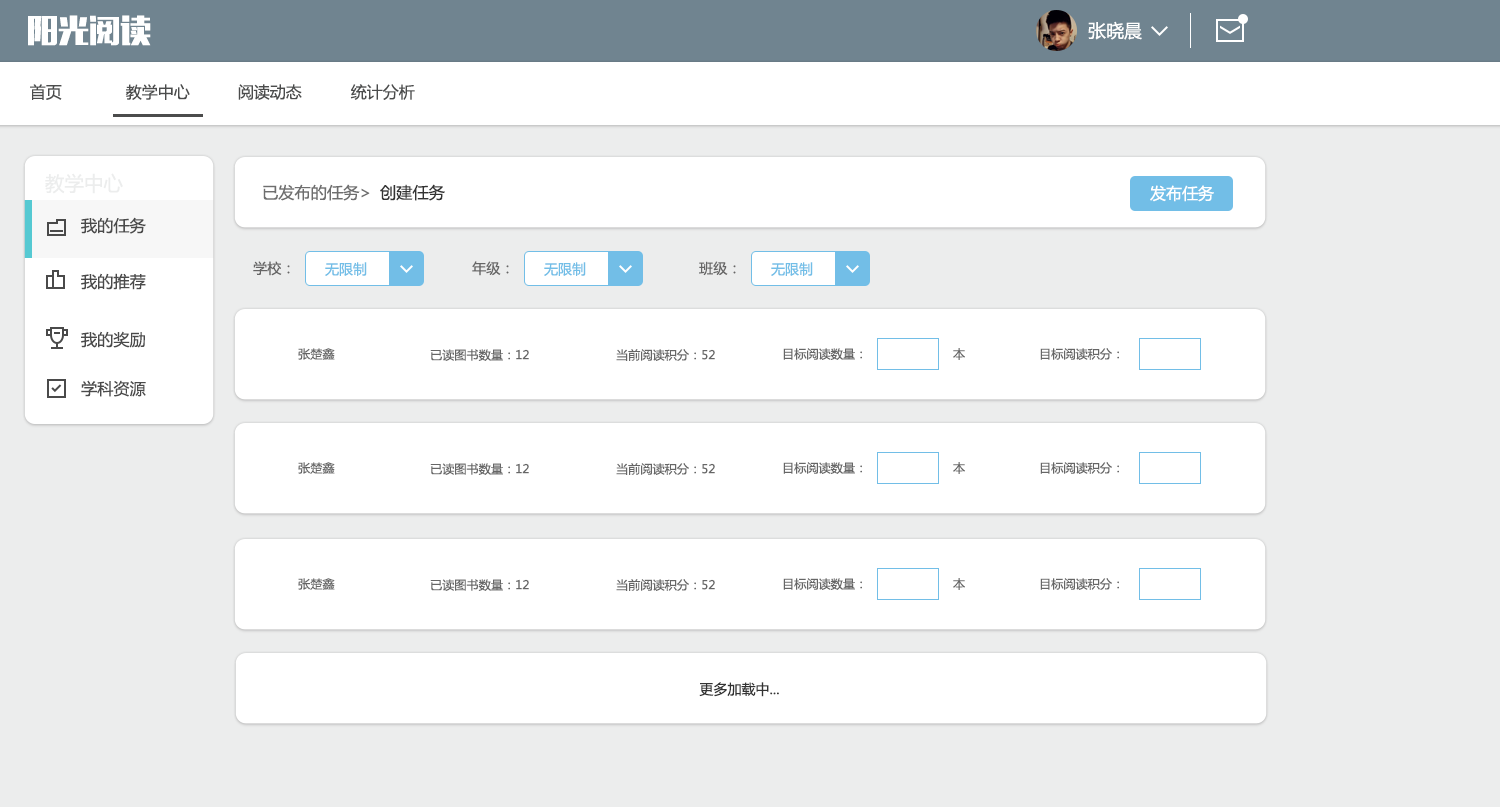 阳光阅读
张晓晨
首页 教学中心 阅读动态 统计分析
教学中心
我的任务
我的推荐
我的奖励
学科资源
已发布的任务> 创建任务
发布任务
学校： 无限制 年级： 无限制 班级： 无限制
张楚鑫 已读图书数量：12 当前阅读积分：52 目标阅读数量： 本 目标阅读积分：
张楚鑫 已读图书数量：12 当前阅读积分：52 目标阅读数量： 本 目标阅读积分：
张楚鑫 已读图书数量：12 当前阅读积分：52 目标阅读数量： 本 目标阅读积分：
更多加载中...